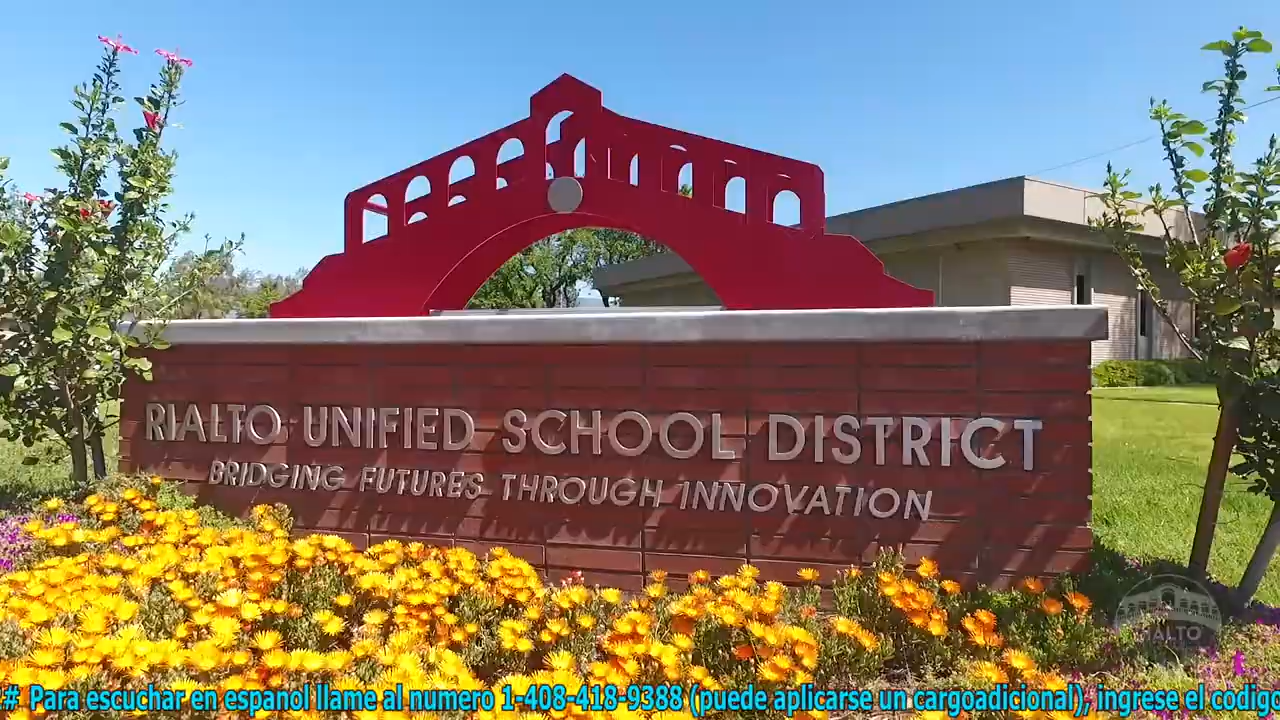 RIALTO UNIFIED SCHOOL DISTRICT
BRIDGING FUTURES THROUGH INNOVATION
RIALTO
# Para escuchar en espanol llame al numero 1-408-418-9388 (puede aplicarse un cargoadicional), ingrese el codigo